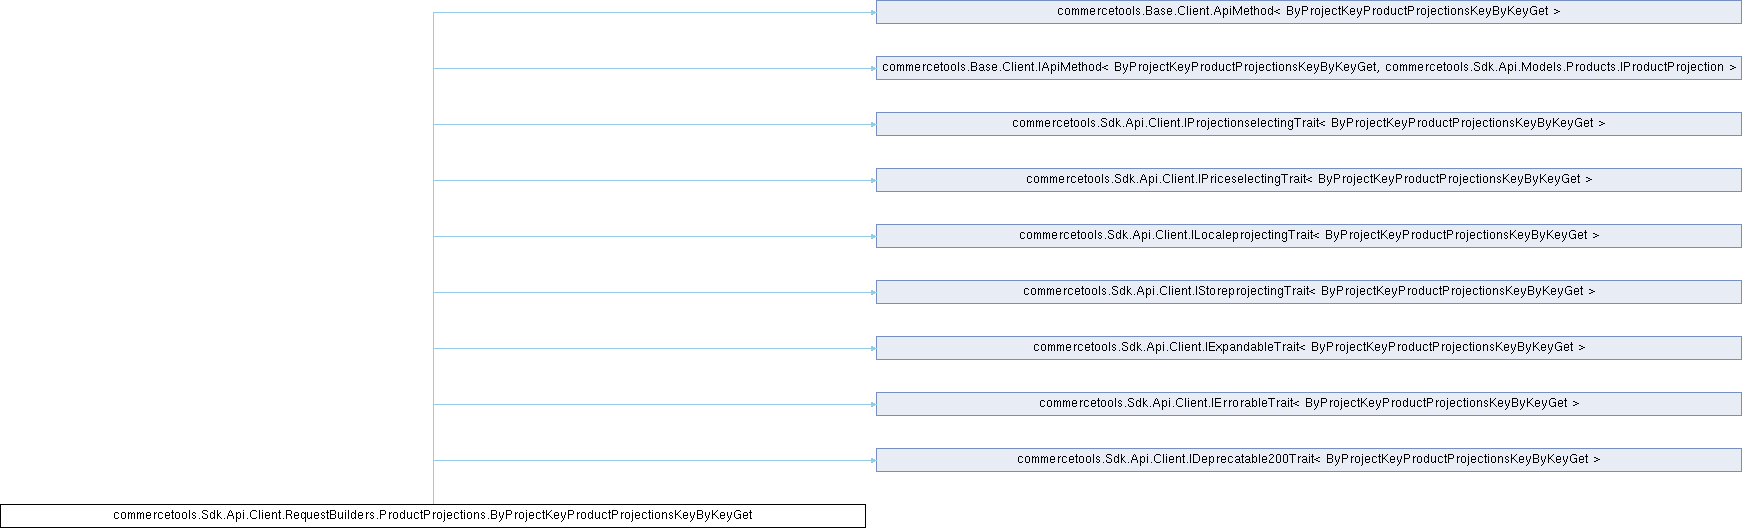 commercetools.Base.Client.ApiMethod< ByProjectKeyProductProjectionsKeyByKeyGet >
commercetools.Base.Client.IApiMethod< ByProjectKeyProductProjectionsKeyByKeyGet, commercetools.Sdk.Api.Models.Products.IProductProjection >
commercetools.Sdk.Api.Client.IProjectionselectingTrait< ByProjectKeyProductProjectionsKeyByKeyGet >
commercetools.Sdk.Api.Client.IPriceselectingTrait< ByProjectKeyProductProjectionsKeyByKeyGet >
commercetools.Sdk.Api.Client.ILocaleprojectingTrait< ByProjectKeyProductProjectionsKeyByKeyGet >
commercetools.Sdk.Api.Client.IStoreprojectingTrait< ByProjectKeyProductProjectionsKeyByKeyGet >
commercetools.Sdk.Api.Client.IExpandableTrait< ByProjectKeyProductProjectionsKeyByKeyGet >
commercetools.Sdk.Api.Client.IErrorableTrait< ByProjectKeyProductProjectionsKeyByKeyGet >
commercetools.Sdk.Api.Client.IDeprecatable200Trait< ByProjectKeyProductProjectionsKeyByKeyGet >
commercetools.Sdk.Api.Client.RequestBuilders.ProductProjections.ByProjectKeyProductProjectionsKeyByKeyGet